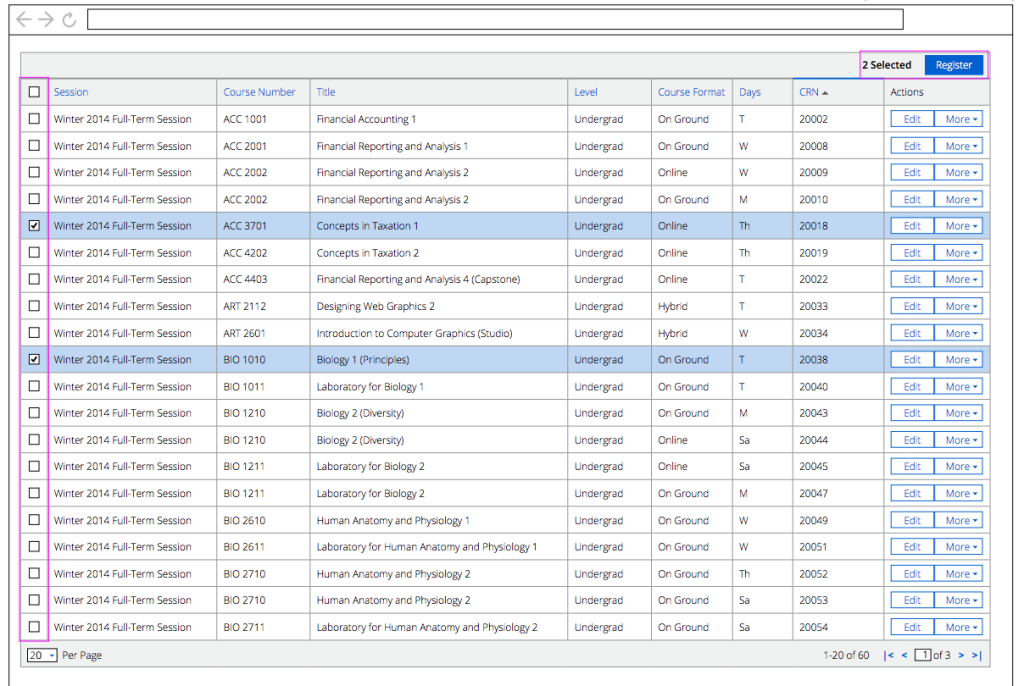 2 Selected Register
Session Course Number Title Level Course Format Days CRN Actions
Winter 2014 Full-Term Session ACC 1001 Financial Accounting 1 Undergrad On Ground T 20002 Edit More
Winter 2014 Full-Term Session ACC 2001 Financial Reporting and Analysis 1 Undergrad On Ground W 20008 Edit More
Winter 2014 Full-Term Session ACC 2002 Financial Reporting and Analysis 2 Undergrad Online W 20009 Edit More
Winter 2014 Full-Term Session ACC 2002 Financial Reporting and Analysis 2 Undergrad On Ground M 20010 Edit More
Winter 2014 Full-Term Session ACC 3701 Concepts in Taxation 1 Undergrad Online Th 20018 Edit More
Winter 2014 Full-Term Session ACC 4202 Concepts in Taxation 2 Undergrad Online Th 20019 Edit More
Winter 2014 Full-Term Session ACC 4403 Financial Reporting and Analysis 4 (Capstone) Undergrad Online T 20022 Edit More
Winter 2014 Full-Term Session ART 2112 Designing Web Graphics 2 Undergrad Hybrid T 20033 Edit More
Winter 2014 Full-Term Session ART 2601 Introduction to Computer Graphics (Studio) Undergrad Hybrid W 20034 Edit More
Winter 2014 Full-Term Session BIO 1010 Biology 1 (Principles) Undergrad On Ground T 20038 Edit More
Winter 2014 Full-Term Session BIO 1011 Laboratory for Biology 1 Undergrad On Ground T 20040 Edit More
Winter 2014 Full-Term Session BIO 1210 Biology 2 (Diversity) Undergrad On Ground M 20043 Edit More
Winter 2014 Full-Term Session BIO 1210 Biology 2 (Diversity) Undergrad Online Sa 20044 Edit More
Winter 2014 Full-Term Session BIO 1211 Laboratory for Biology 2 Undergrad Online Sa 20045 Edit More
Winter 2014 Full-Term Session BIO 1211 Laboratory for Biology 2 Undergrad On Ground M 20047 Edit More
Winter 2014 Full-Term Session BIO 2610 Human Anatomy and Physiology 1 Undergrad On Ground W 20049 Edit More
Winter 2014 Full-Term Session BIO 2611 Laboratory for Human Anatomy and Physiology 1 Undergrad On Ground W 20051 Edit More
Winter 2014 Full-Term Session BIO 2710 Human Anatomy and Physiology 2 Undergrad On Ground Th 20052 Edit More
Winter 2014 Full-Term Session BIO 2710 Human Anatomy and Physiology 2 Undergrad On Ground Sa 20053 Edit More
Winter 2014 Full-Term Session BIO 2711 Laboratory for Human Anatomy and Physiology 2 Undergrad On Ground Sa 20054 Edit More
20 Per Page 1-20 of 60 |< < 1 of 3 > >|